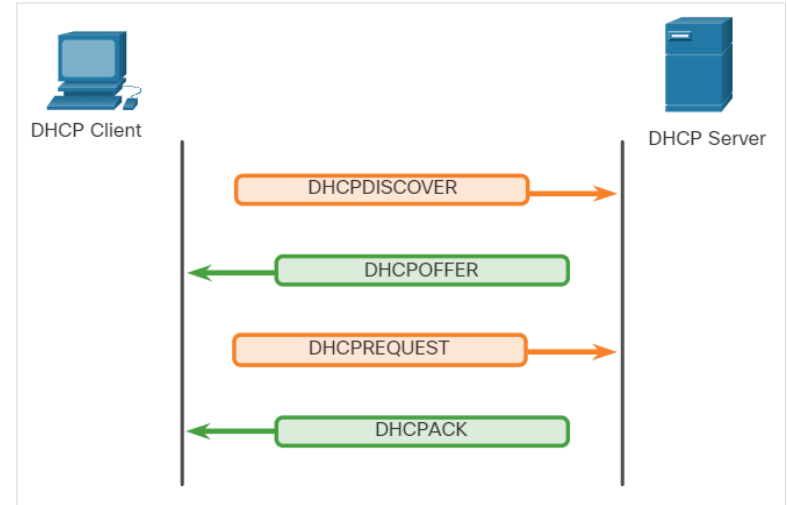 DHCP Client
DHCP Server
DHCPDISCOVER
DHCPOFFER
DHCPREQUEST
DHCPACK